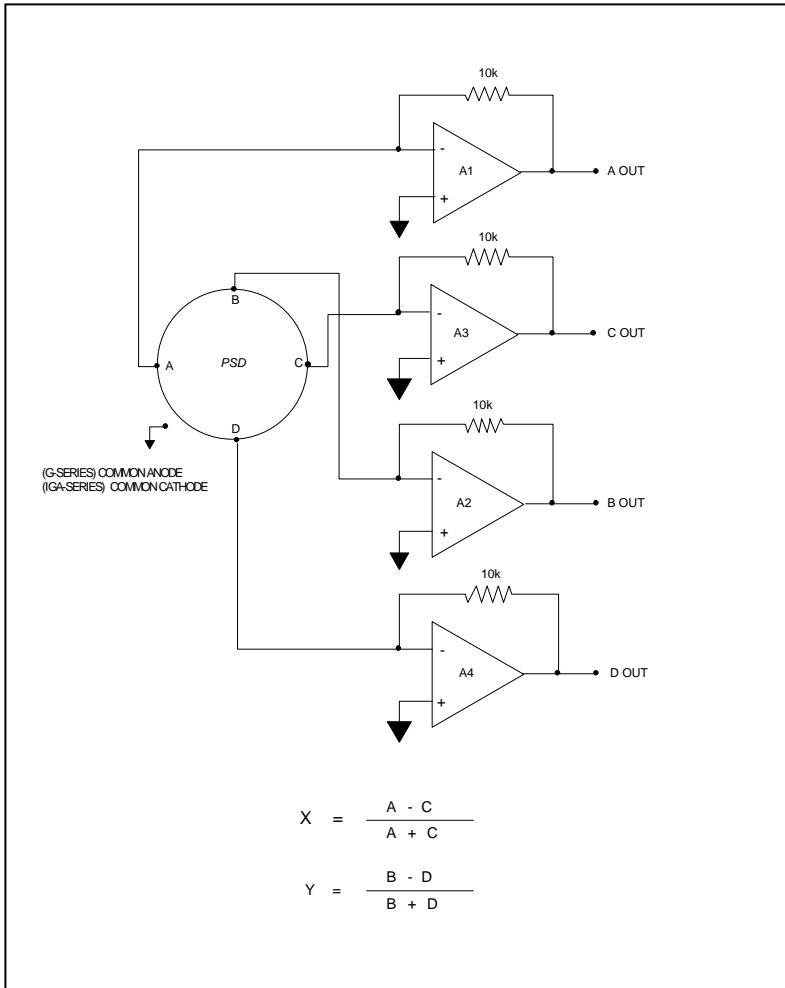 10k
-
A1
+
A OUT
10k
-
A3
+
C OUT
B
A
PSD
C
D
(G-SERIES) COMMON ANODE
(IGA-SERIES) COMMON CATHODE
10k
-
A2
+
B OUT
10k
-
A4
+
D OUT
X = A - C
A + C
Y = B - D
B + D